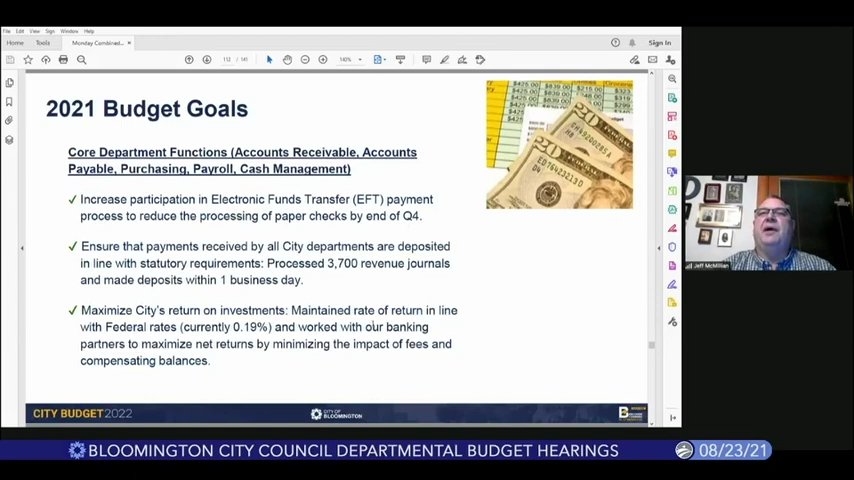 File Edit View Sign Window Help
Home Tools Monday Combined... ×
Sign In
112 / 141
140%
2021 Budget Goals
Core Department Functions (Accounts Receivable, Accounts
Payable, Purchasing, Payroll, Cash Management)
✓ Increase participation in Electronic Funds Transfer (EFT) payment
process to reduce the processing of paper checks by end of Q4.
✓ Ensure that payments received by all City departments are deposited
in line with statutory requirements: Processed 3,700 revenue journals
and made deposits within 1 business day.
✓ Maximize City's return on investments: Maintained rate of return in line
with Federal rates (currently 0.19%) and worked with our banking
partners to maximize net returns by minimizing the impact of fees and
compensating balances.
CITY BUDGET 2022
CITY OF
BLOOMINGTON
Jeff McMillian
BLOOMINGTON CITY COUNCIL DEPARTMENTAL BUDGET HEARINGS
08/23/21